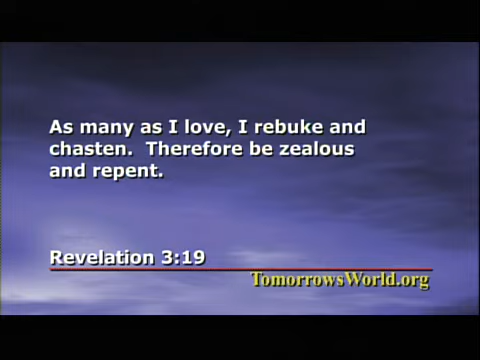 As many as I love, I rebuke and
chasten.  Therefore be zealous
and repent.
Revelation 3:19
TomorrowsWorld.org